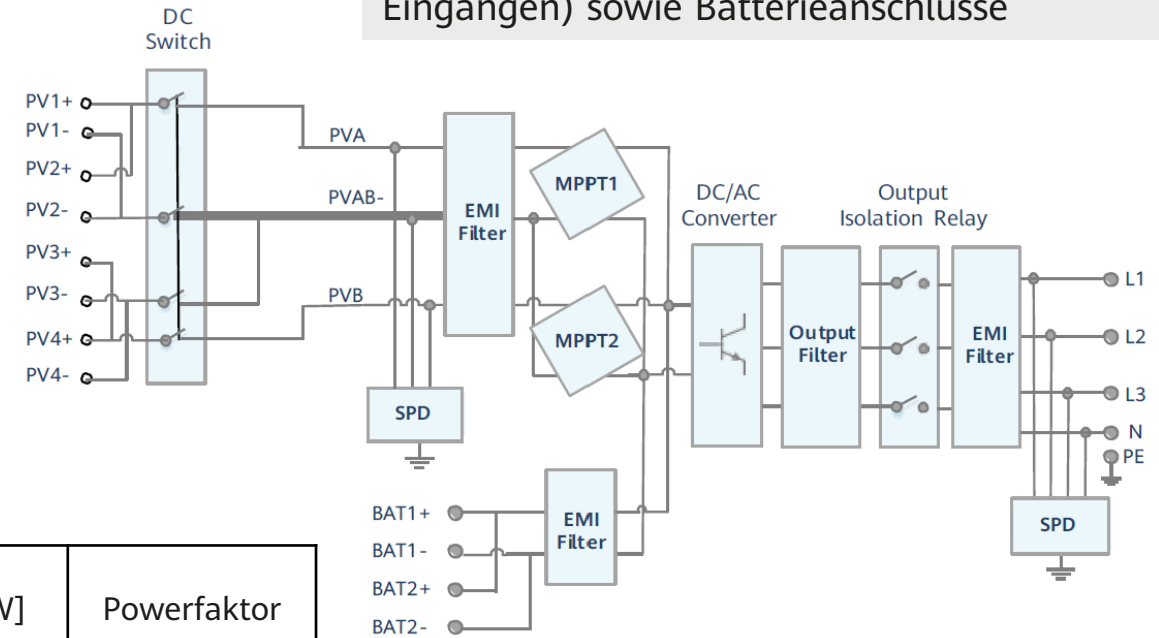 Eingängen) sowie Batterieanschlüsse
DC
Switch
PV1+
PV1-
PV2+
PV2-
PV3+
PV3-
PV4+
PV4-
PVA
PVAB-
PVB
EMI
Filter
MPPT1
MPPT2
SPD
DC/AC
Converter
Output
Isolation Relay
Output
Filter
EMI
Filter
L1
L2
L3
N
PE
SPD
BAT1+
BAT1-
BAT2+
BAT2-
EMI
Filter
W]
Powerfaktor